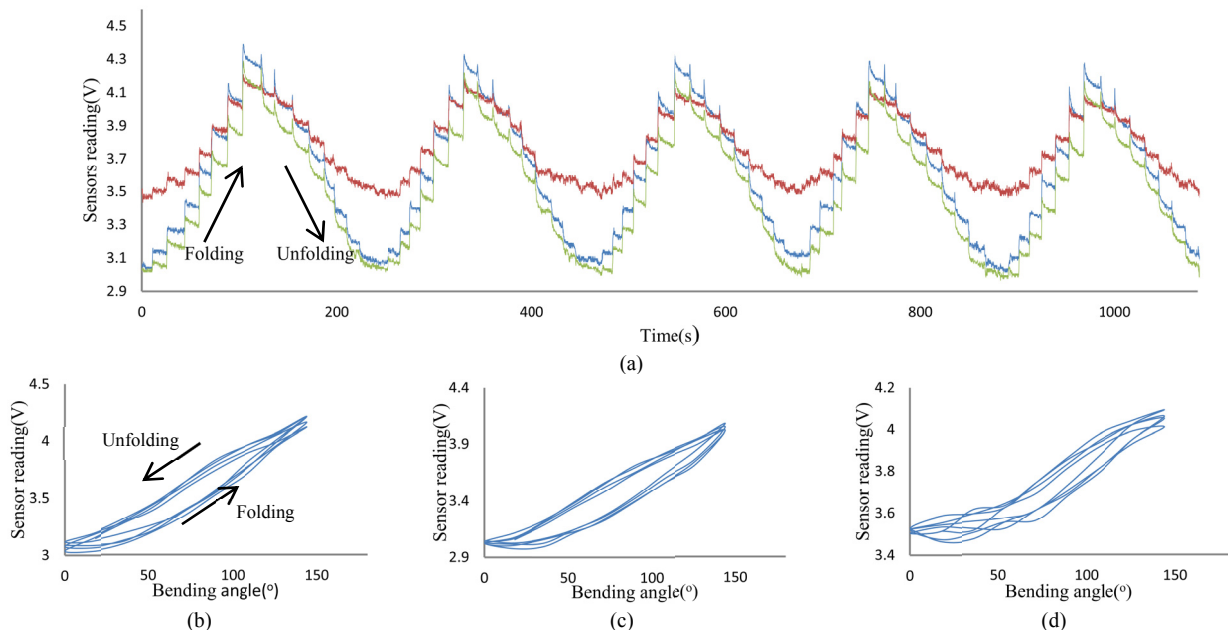 Sensors reading(V)
4.5
4.3
4.1
3.9
3.7
3.5
3.3
3.1
2.9
Folding
Unfolding
0
200
400
600
800
1000
Time(s)
(a)
Sensor reading(V)
4.5
4
3.5
3
Unfolding
Folding
0
50
100
150
Bending angle(o)
(b)
Sensor reading(V)
4.4
3.9
3.4
2.9
0
50
100
150
Bending angle(o)
(c)
Sensor reading(V)
4.2
4
3.8
3.6
3.4
0
50
100
150
Bending angle(o)
(d)